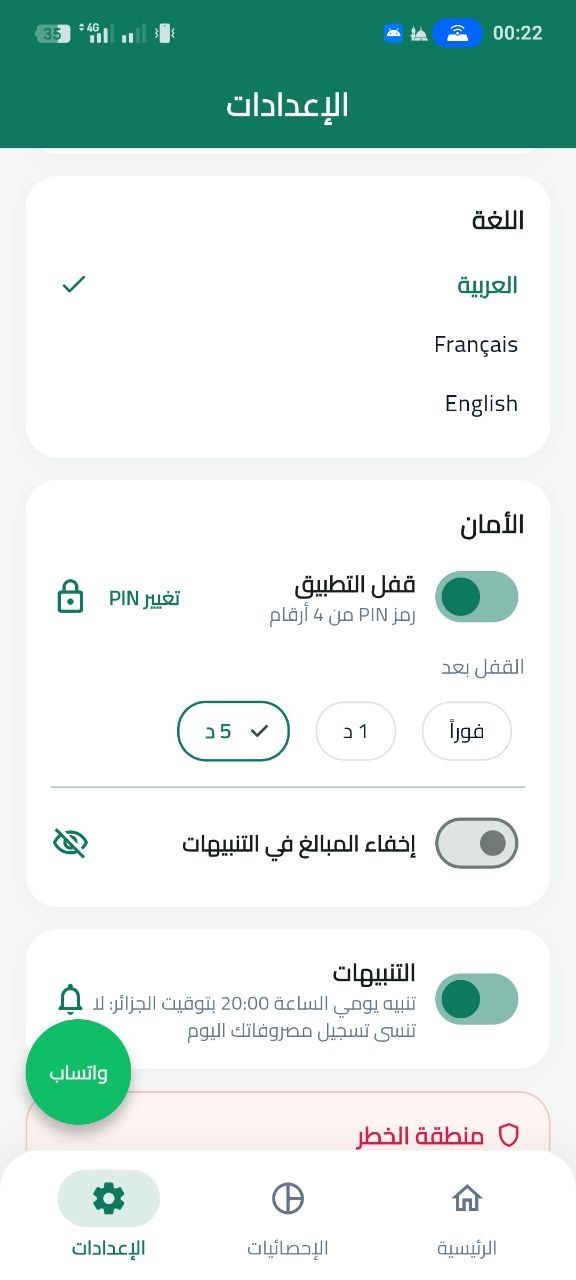 35
4G
00:22
الإعدادات
اللغة
العربية
Français
English
الأمان
قفل التطبيق
رمز PIN من 4 أرقام
تغيير PIN
القفل بعد
فوراً
1 د
5 د
إخفاء المبالغ في التنبيهات
التنبيهات
تنبيه يومي الساعة 20:00 بتوقيت الجزائر: لا
تنسى تسجيل مصروفاتك اليوم
واتساب
منطقة الخطر
الرئيسية
الإحصائيات
الإعدادات